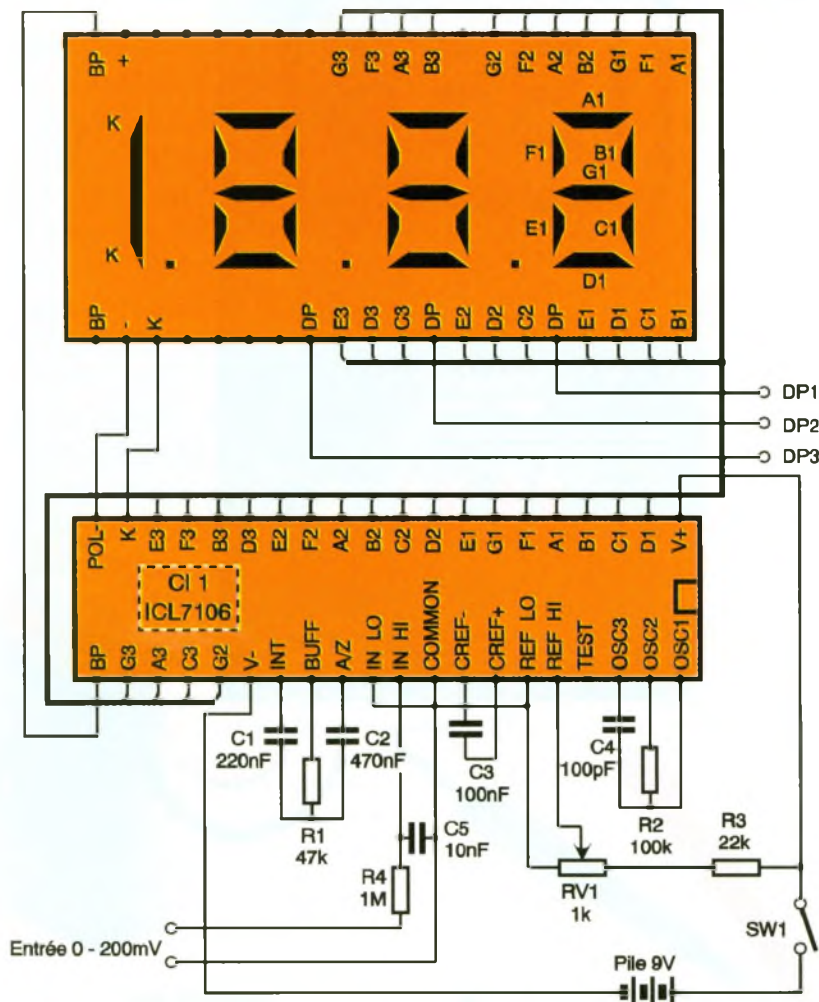 BP + G3 F3 A3 B3 G2 F2 A2 B2 G1 F1 A1
K
K
A1
F1 B1
G1
E1 C1
D1
BP - K DP E3 D3 C3 DP E2 D2 C2 DP E1 D1 C1 B1
DP1
DP2
DP3
POL- K E3 F3 B3 D3 E2 F2 A2 B2 C2 D2 E1 G1 F1 A1 B1 C1 D1 V+
CI 1
ICL7106
BP G3 A3 C3 G2 V- INT BUFF A/Z IN LO IN HI COMMON CREF- CREF+ REF LO REF HI TEST OSC3 OSC2 OSC1
C1
220nF
C2
470nF
R1
47k
C3
100nF
C4
100pF
R2
100k
R3
22k
C5
10nF
R4
1M
RV1
1k
SW1
Entrée 0 - 200mV
Pile 9V